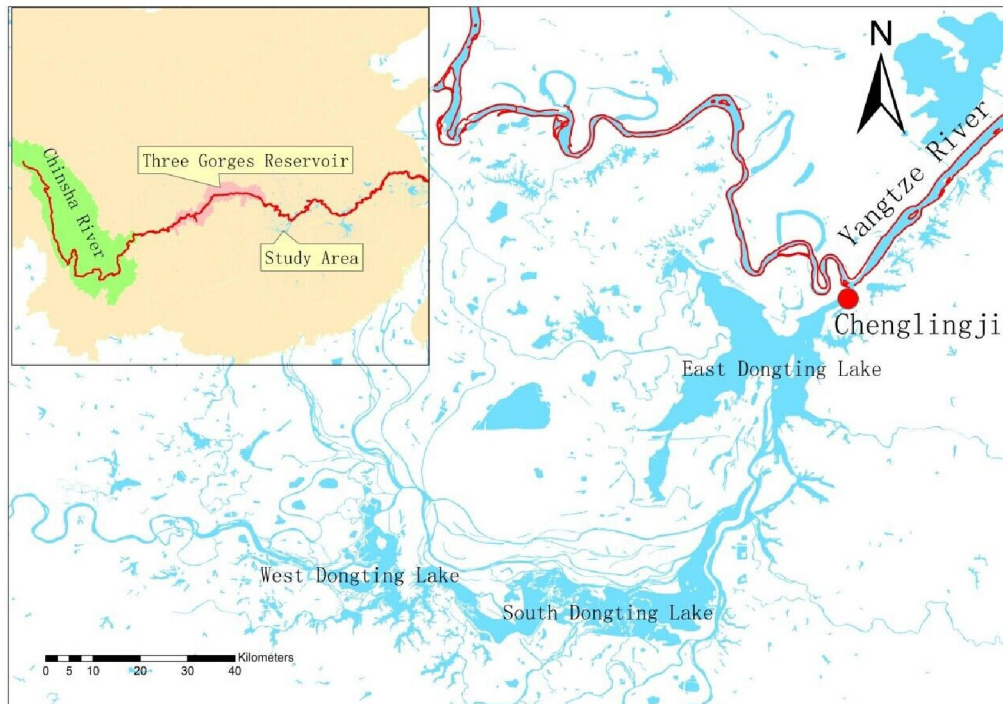 N
Chinsha River
Three Gorges Reservoir
Study Area
Yangtze River
Chenglingji
East Dongting Lake
West Dongting Lake
South Dongting Lake
Kilometers
0 5 10 20 30 40